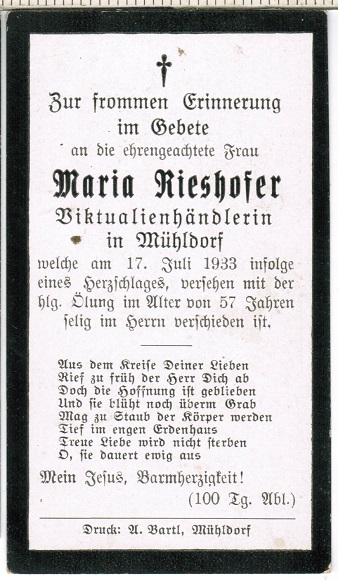 Zur frommen Erinnerung
im Gebete
an die ehrengeachtete Frau
Maria Rieshofer
Viktualienhändlerin
in Mühldorf
welche am 17. Juli 1933 infolge
eines Herzschlages, versehen mit der
hlg. Ölung im Alter von 57 Jahren
selig im Herrn verschieden ist.
Aus dem Kreise Deiner Lieben
Rief zu früh der Herr Dich ab
Doch die Hoffnung ist geblieben
Und sie blüht noch überm Grab
Mag zu Staub der Körper werden
Tief im engen Erdenhaus
Treue Liebe wird nicht sterben
O, sie dauert ewig aus
Mein Jesus, Barmherzigkeit!
(100 Tg. Abl.)
Druck: A. Bartl, Mühldorf